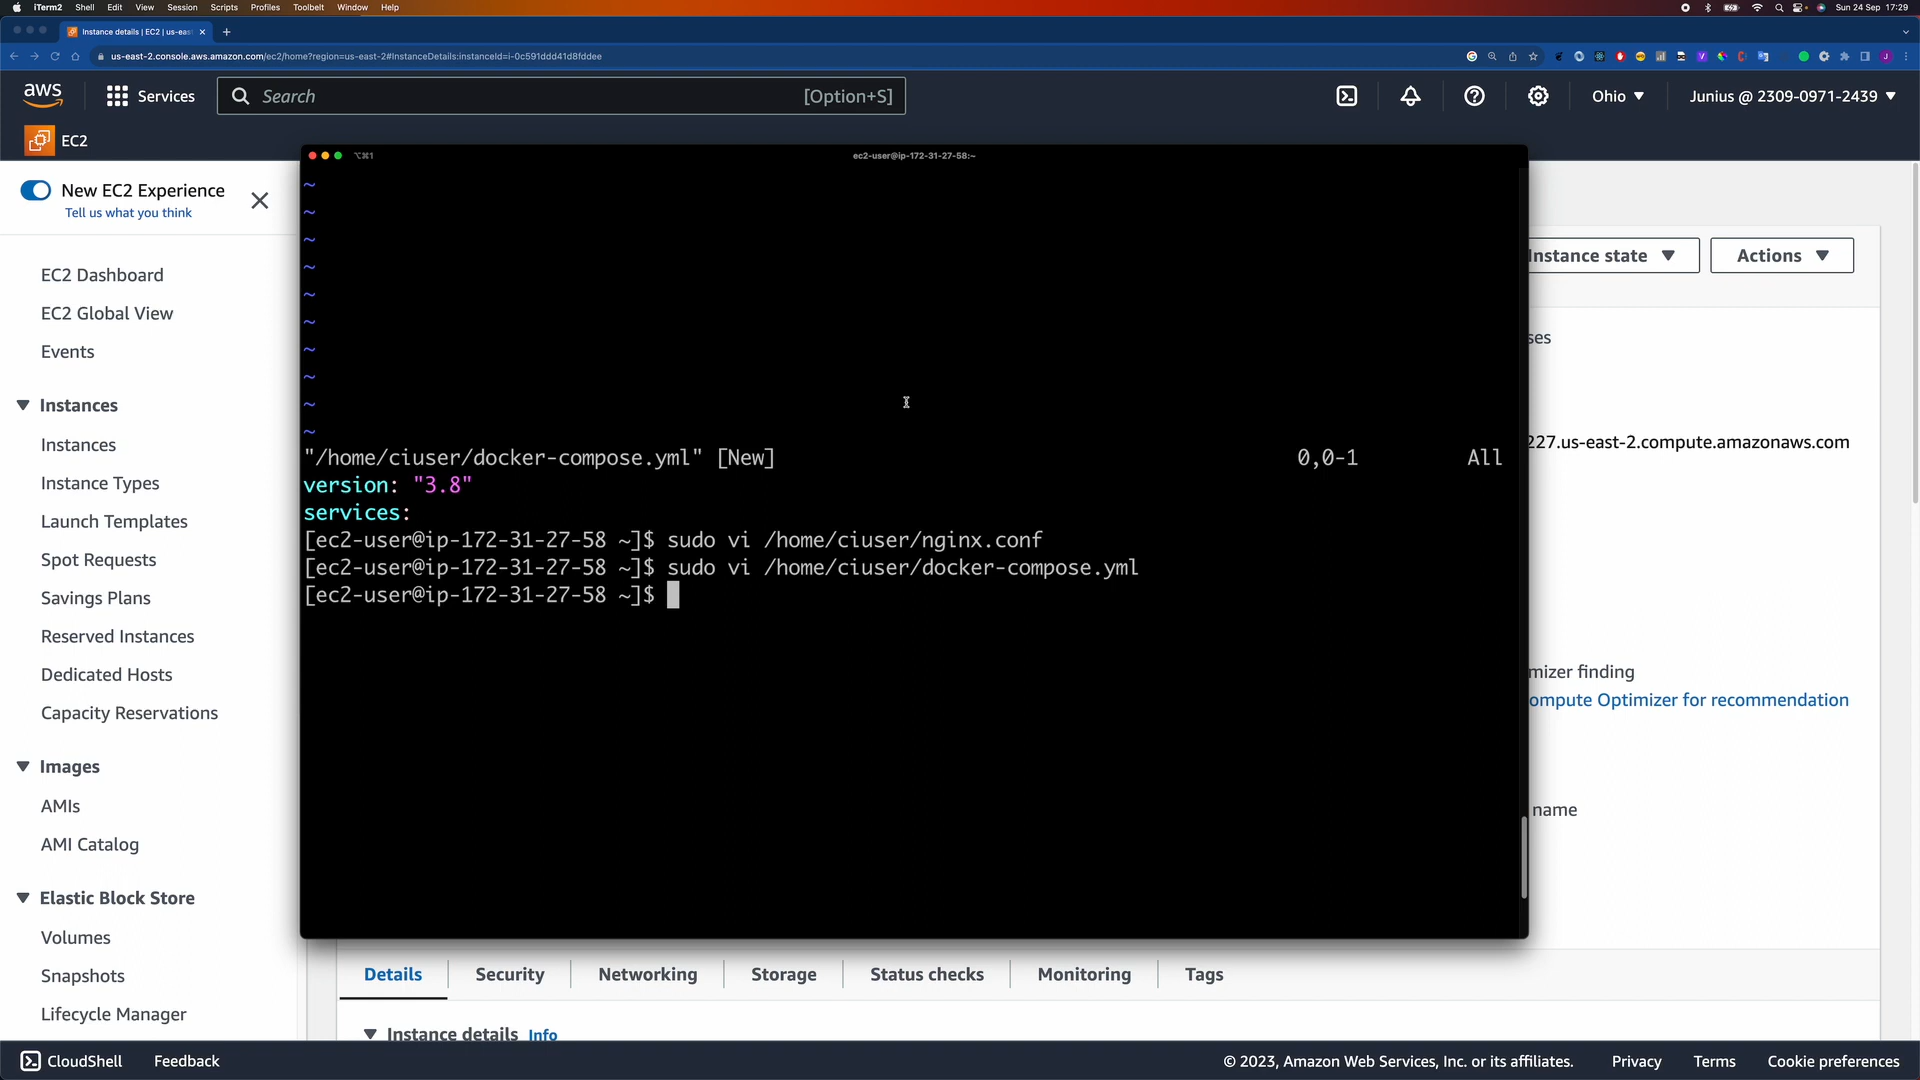 iTerm2 Shell Edit View Session Scripts Profiles Toolbelt Window Help
Sun 24 Sep 17:29
Instance details | EC2 | us-eas
us-east-2.console.aws.amazon.com/ec2/home?region=us-east-2#InstanceDetails:instanceId=i-0c591ddd41d8fddee
aws Services Search [Option+S] Ohio ▼ Junius @ 2309-0971-2439 ▼
EC2
⌥⌘1 ec2-user@ip-172-31-27-58:~
New EC2 Experience
Tell us what you think
EC2 Dashboard
EC2 Global View
Events
Instances
Instances
Instance Types
Launch Templates
Spot Requests
Savings Plans
Reserved Instances
Dedicated Hosts
Capacity Reservations
Images
AMIs
AMI Catalog
Elastic Block Store
Volumes
Snapshots
Lifecycle Manager
~
~
~
~
~
~
~
~
~
~
"/home/ciuser/docker-compose.yml" [New] 0,0-1 All
version: "3.8"
services:
[ec2-user@ip-172-31-27-58 ~]$ sudo vi /home/ciuser/nginx.conf
[ec2-user@ip-172-31-27-58 ~]$ sudo vi /home/ciuser/docker-compose.yml
[ec2-user@ip-172-31-27-58 ~]$
Instance state ▼ Actions ▼
ses
227.us-east-2.compute.amazonaws.com
mizer finding
ompute Optimizer for recommendation
name
Details Security Networking Storage Status checks Monitoring Tags
Instance details Info
CloudShell Feedback © 2023, Amazon Web Services, Inc. or its affiliates. Privacy Terms Cookie preferences